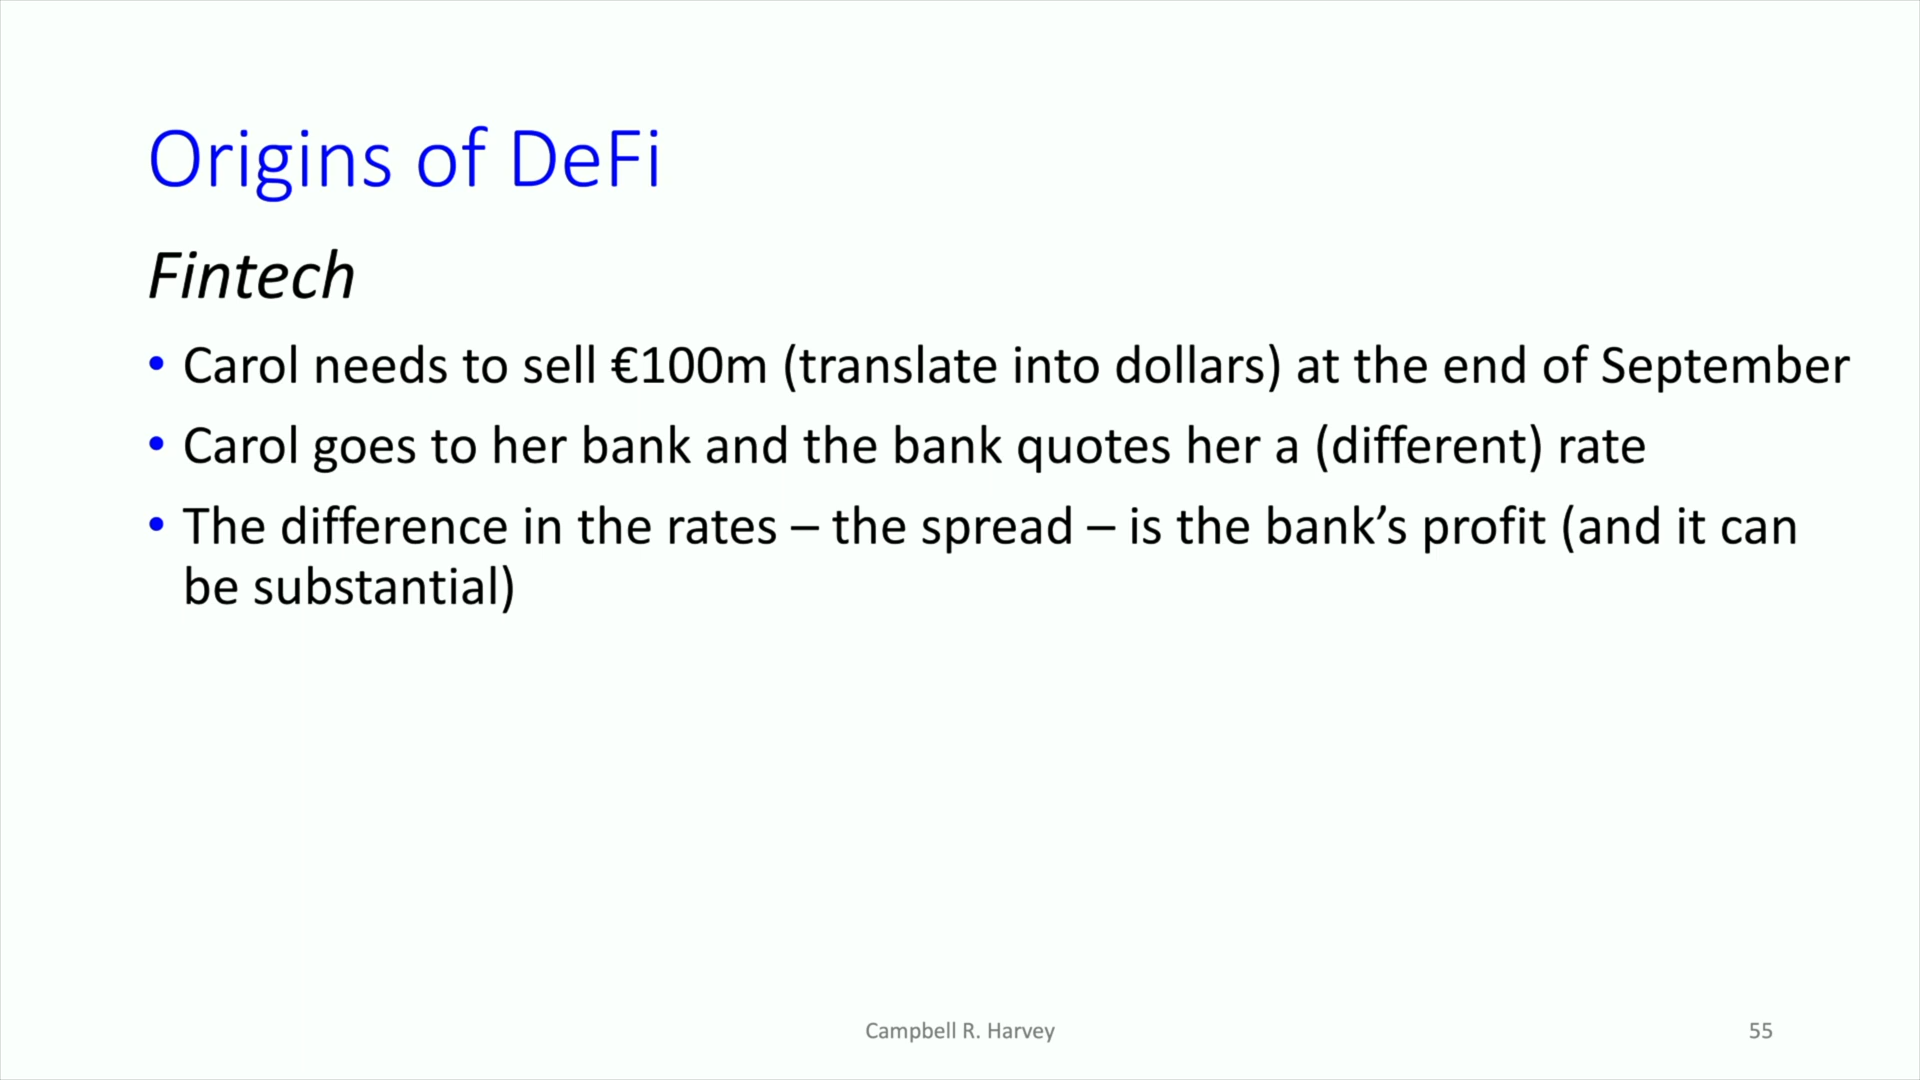 Origins of DeFi
Fintech
• Carol needs to sell €100m (translate into dollars) at the end of September
• Carol goes to her bank and the bank quotes her a (different) rate
• The difference in the rates – the spread – is the bank’s profit (and it can
be substantial)
Campbell R. Harvey
55